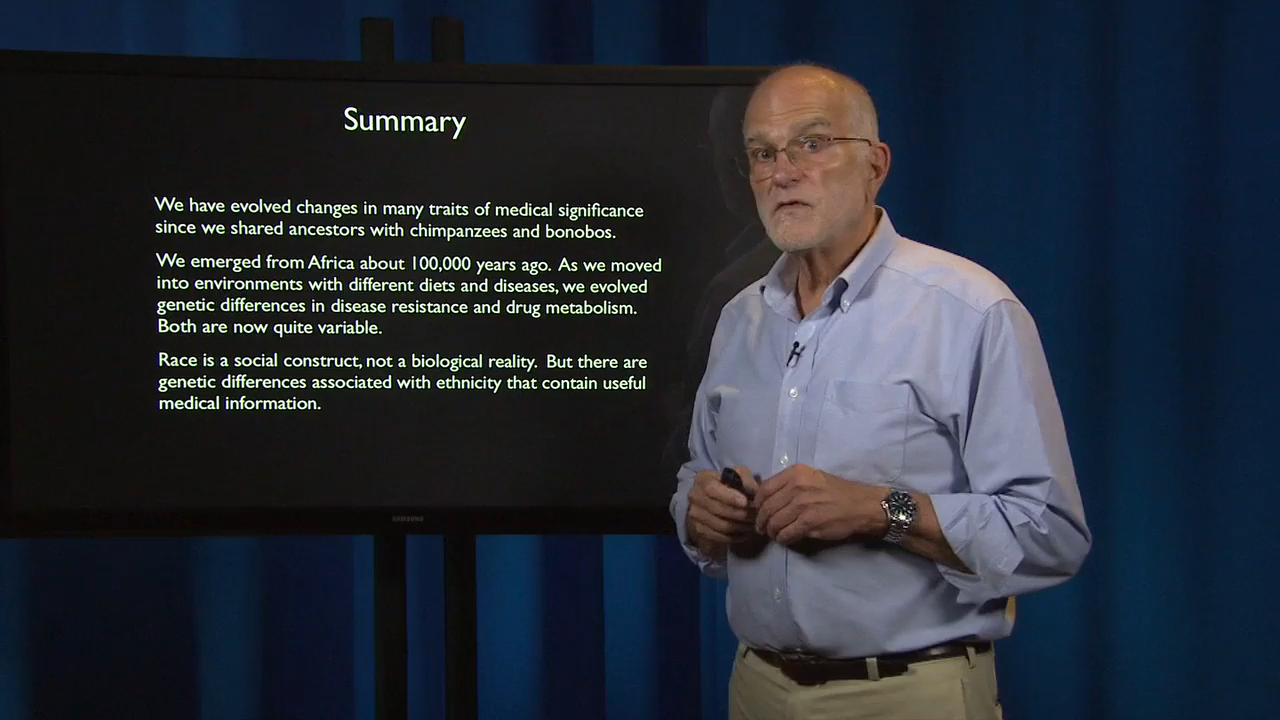 Summary
We have evolved changes in many traits of medical significance
since we shared ancestors with chimpanzees and bonobos.
We emerged from Africa about 100,000 years ago. As we moved
into environments with different diets and diseases, we evolved
genetic differences in disease resistance and drug metabolism.
Both are now quite variable.
Race is a social construct, not a biological reality. But there are
genetic differences associated with ethnicity that contain useful
medical information.
SAMSUNG